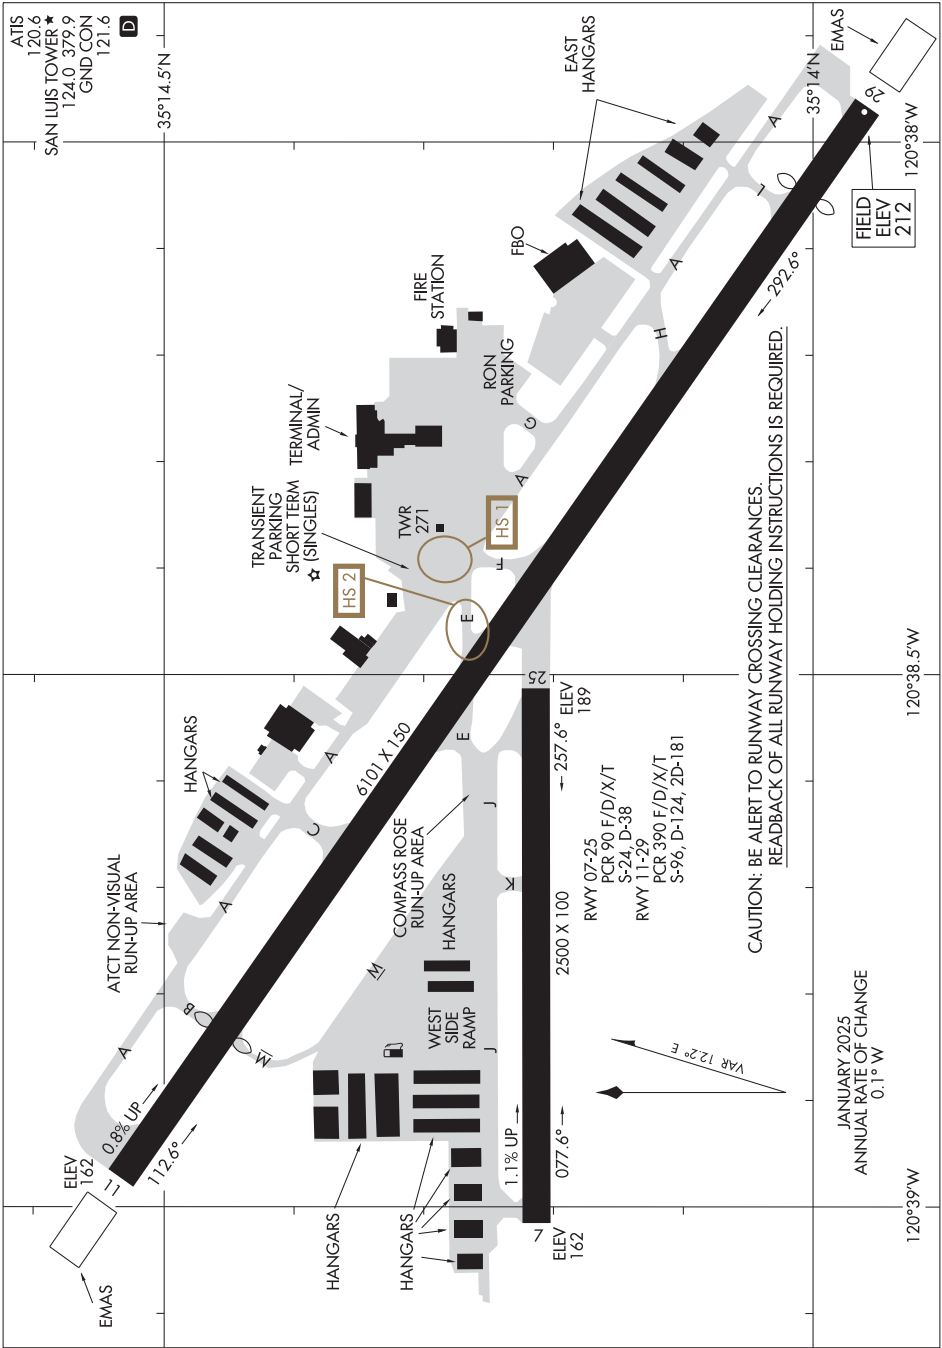 ATIS
120.6
SAN LUIS TOWER ★
124.0 379.9
GND CON
121.6
D
35°14.5'N
35°14'N
EMAS
29
120°38'W
FIELD
ELEV
212
EAST
HANGARS
A
L
FBO
A
292.6°
H
FIRE
STATION
RON
PARKING
G
A
TERMINAL/
ADMIN
TRANSIENT
PARKING
SHORT TERM
(SINGLES)
TWR
271
HS 1
HS 2
F
E
25
ELEV
189
120°38.5'W
HANGARS
A
C
6101 X 150
E
257.6°
J
COMPASS ROSE
RUN-UP AREA
K
ATCT NON-VISUAL
RUN-UP AREA
A
HANGARS
M
2500 X 100
RWY 07-25
PCR 90 F/D/X/T
S-24, D-38
RWY 11-29
PCR 390 F/D/X/T
S-96, D-124, 2D-181
CAUTION: BE ALERT TO RUNWAY CROSSING CLEARANCES.
READBACK OF ALL RUNWAY HOLDING INSTRUCTIONS IS REQUIRED.
B
A
M
WEST
SIDE
RAMP
J
0.8% UP
112.6°
ELEV
162
11
EMAS
HANGARS
HANGARS
1.1% UP
077.6°
7
ELEV
162
VAR 12.2° E
JANUARY 2025
ANNUAL RATE OF CHANGE
0.1° W
120°39'W